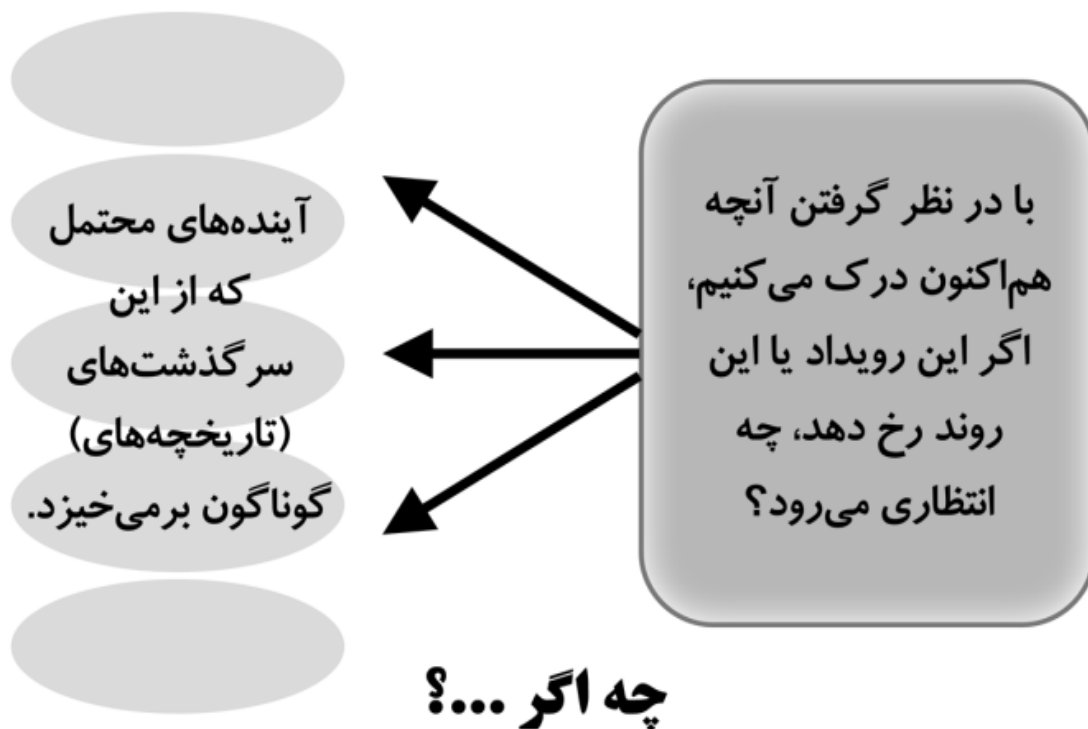 با در نظر گرفتن آنچه
هم‌اکنون درک می‌کنیم،
اگر این رویداد یا این
روند رخ دهد، چه
انتظاری می‌رود؟
آینده‌های محتمل
که از این
سرگذشت‌های
(تاریخچه‌های)
گوناگون برمی‌خیزد.
چه اگر ...؟